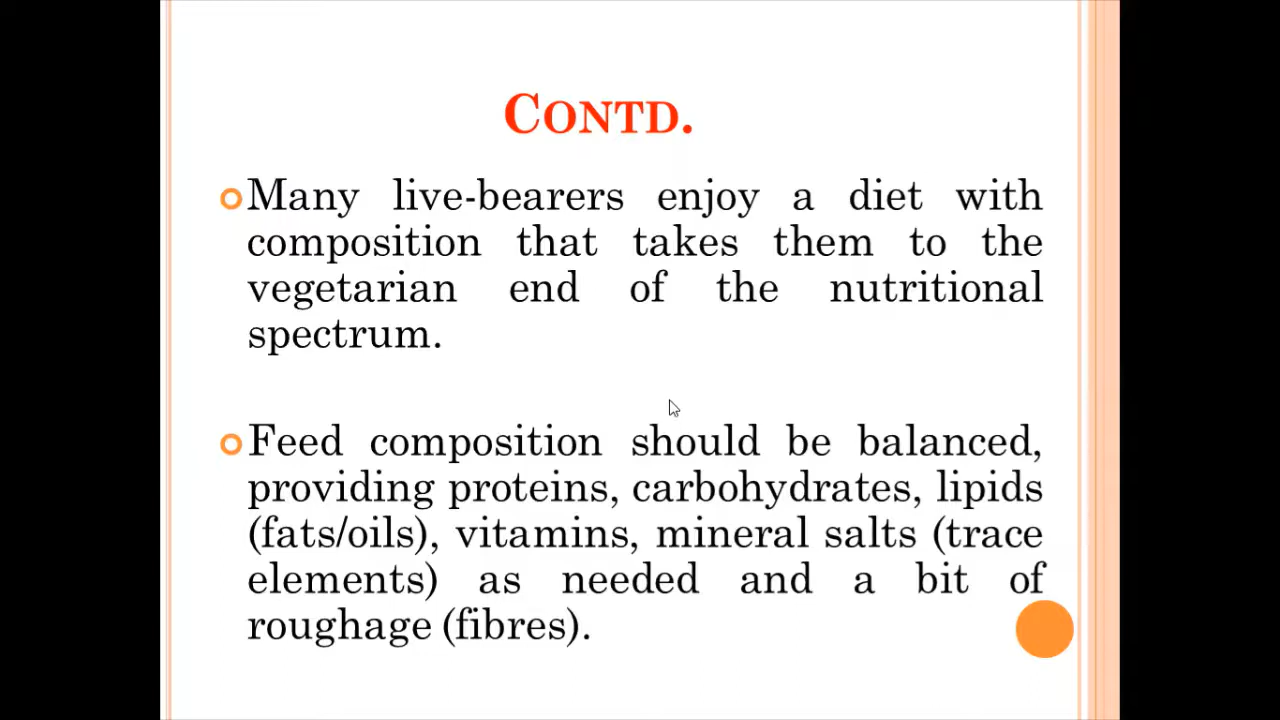 CONTD.
Many live-bearers enjoy a diet with
composition that takes them to the
vegetarian end of the nutritional
spectrum.
Feed composition should be balanced,
providing proteins, carbohydrates, lipids
(fats/oils), vitamins, mineral salts (trace
elements) as needed and a bit of
roughage (fibres).